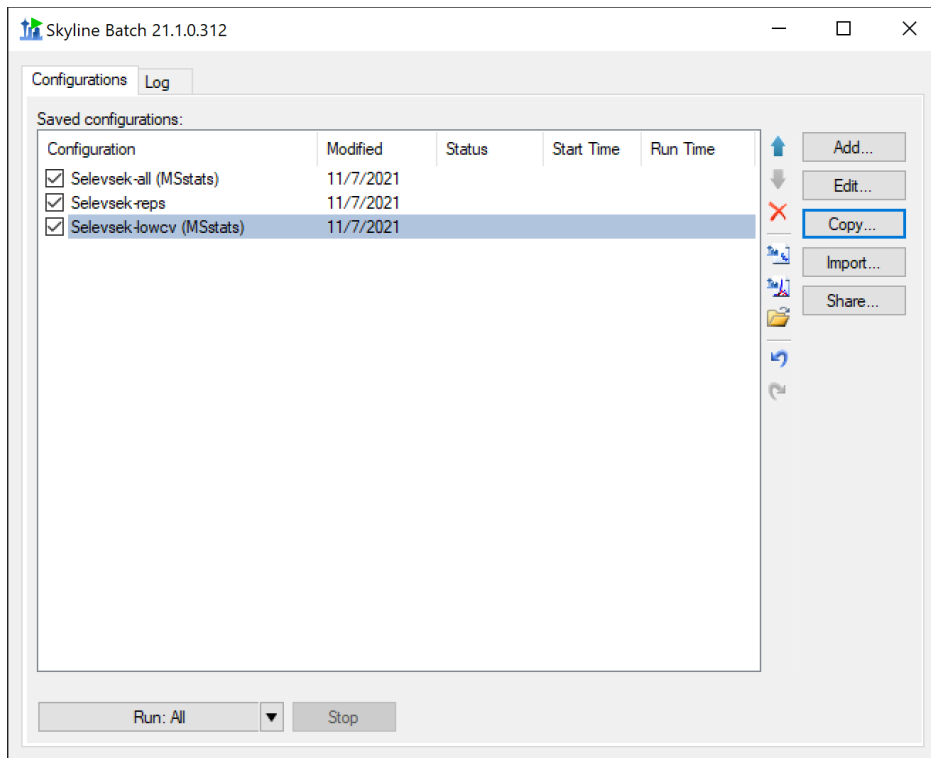 Skyline Batch 21.1.0.312
Configurations Log
Saved configurations:
Configuration Modified Status Start Time Run Time
Selevsek-all (MSstats) 11/7/2021
Selevsek-reps 11/7/2021
Selevsek-lowcv (MSstats) 11/7/2021
Add...
Edit...
Copy...
Import...
Share...
Run: All Stop